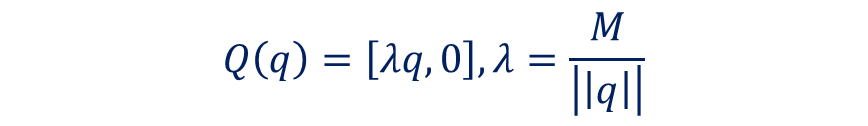 Q(q) = [λq, 0], λ = M / ||q||